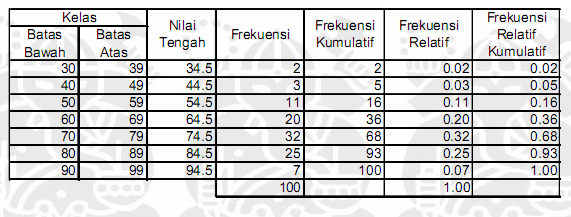 Kelas Nilai Tengah Frekuensi Frekuensi Kumulatif Frekuensi Relatif Frekuensi Relatif Kumulatif
Batas Bawah Batas Atas
30 39 34.5 2 2 0.02 0.02
40 49 44.5 3 5 0.03 0.05
50 59 54.5 11 16 0.11 0.16
60 69 64.5 20 36 0.20 0.36
70 79 74.5 32 68 0.32 0.68
80 89 84.5 25 93 0.25 0.93
90 99 94.5 7 100 0.07 1.00
100 1.00